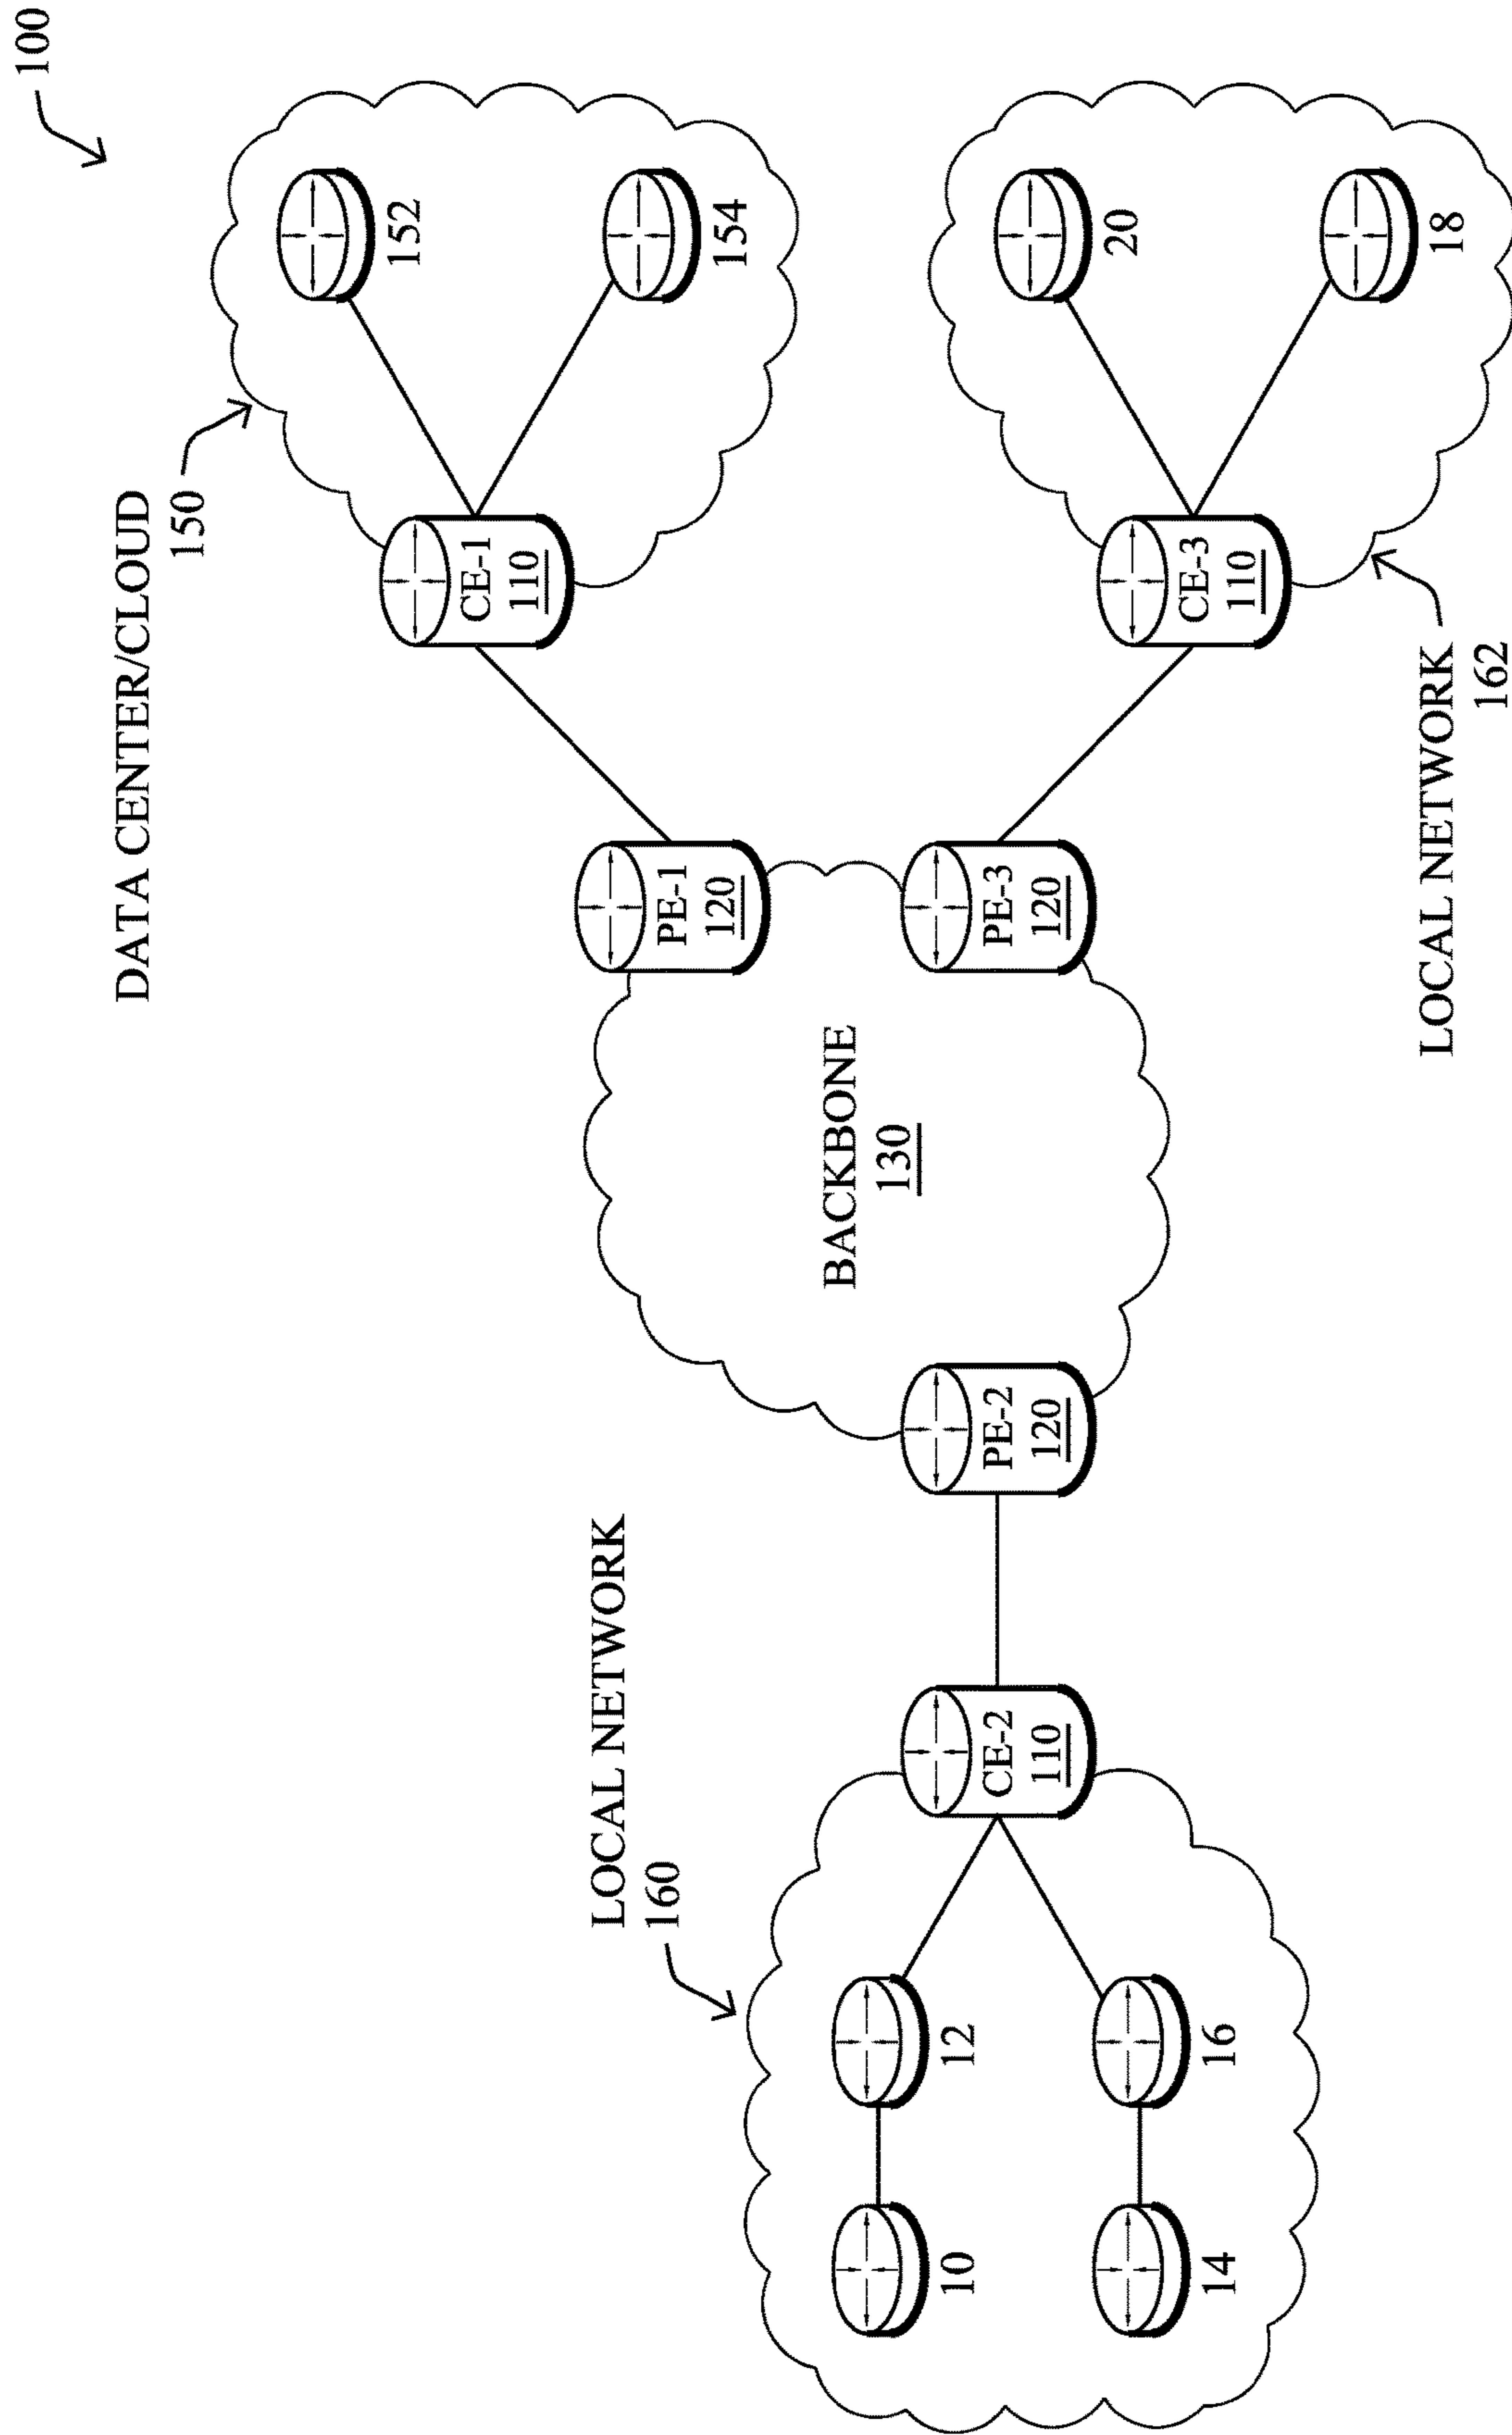 100
DATA CENTER/CLOUD
150
152
154
CE-1
110
PE-1
120
LOCAL NETWORK
160
BACKBONE
130
10
12
14
16
CE-2
110
PE-2
120
PE-3
120
CE-3
110
20
18
LOCAL NETWORK
162